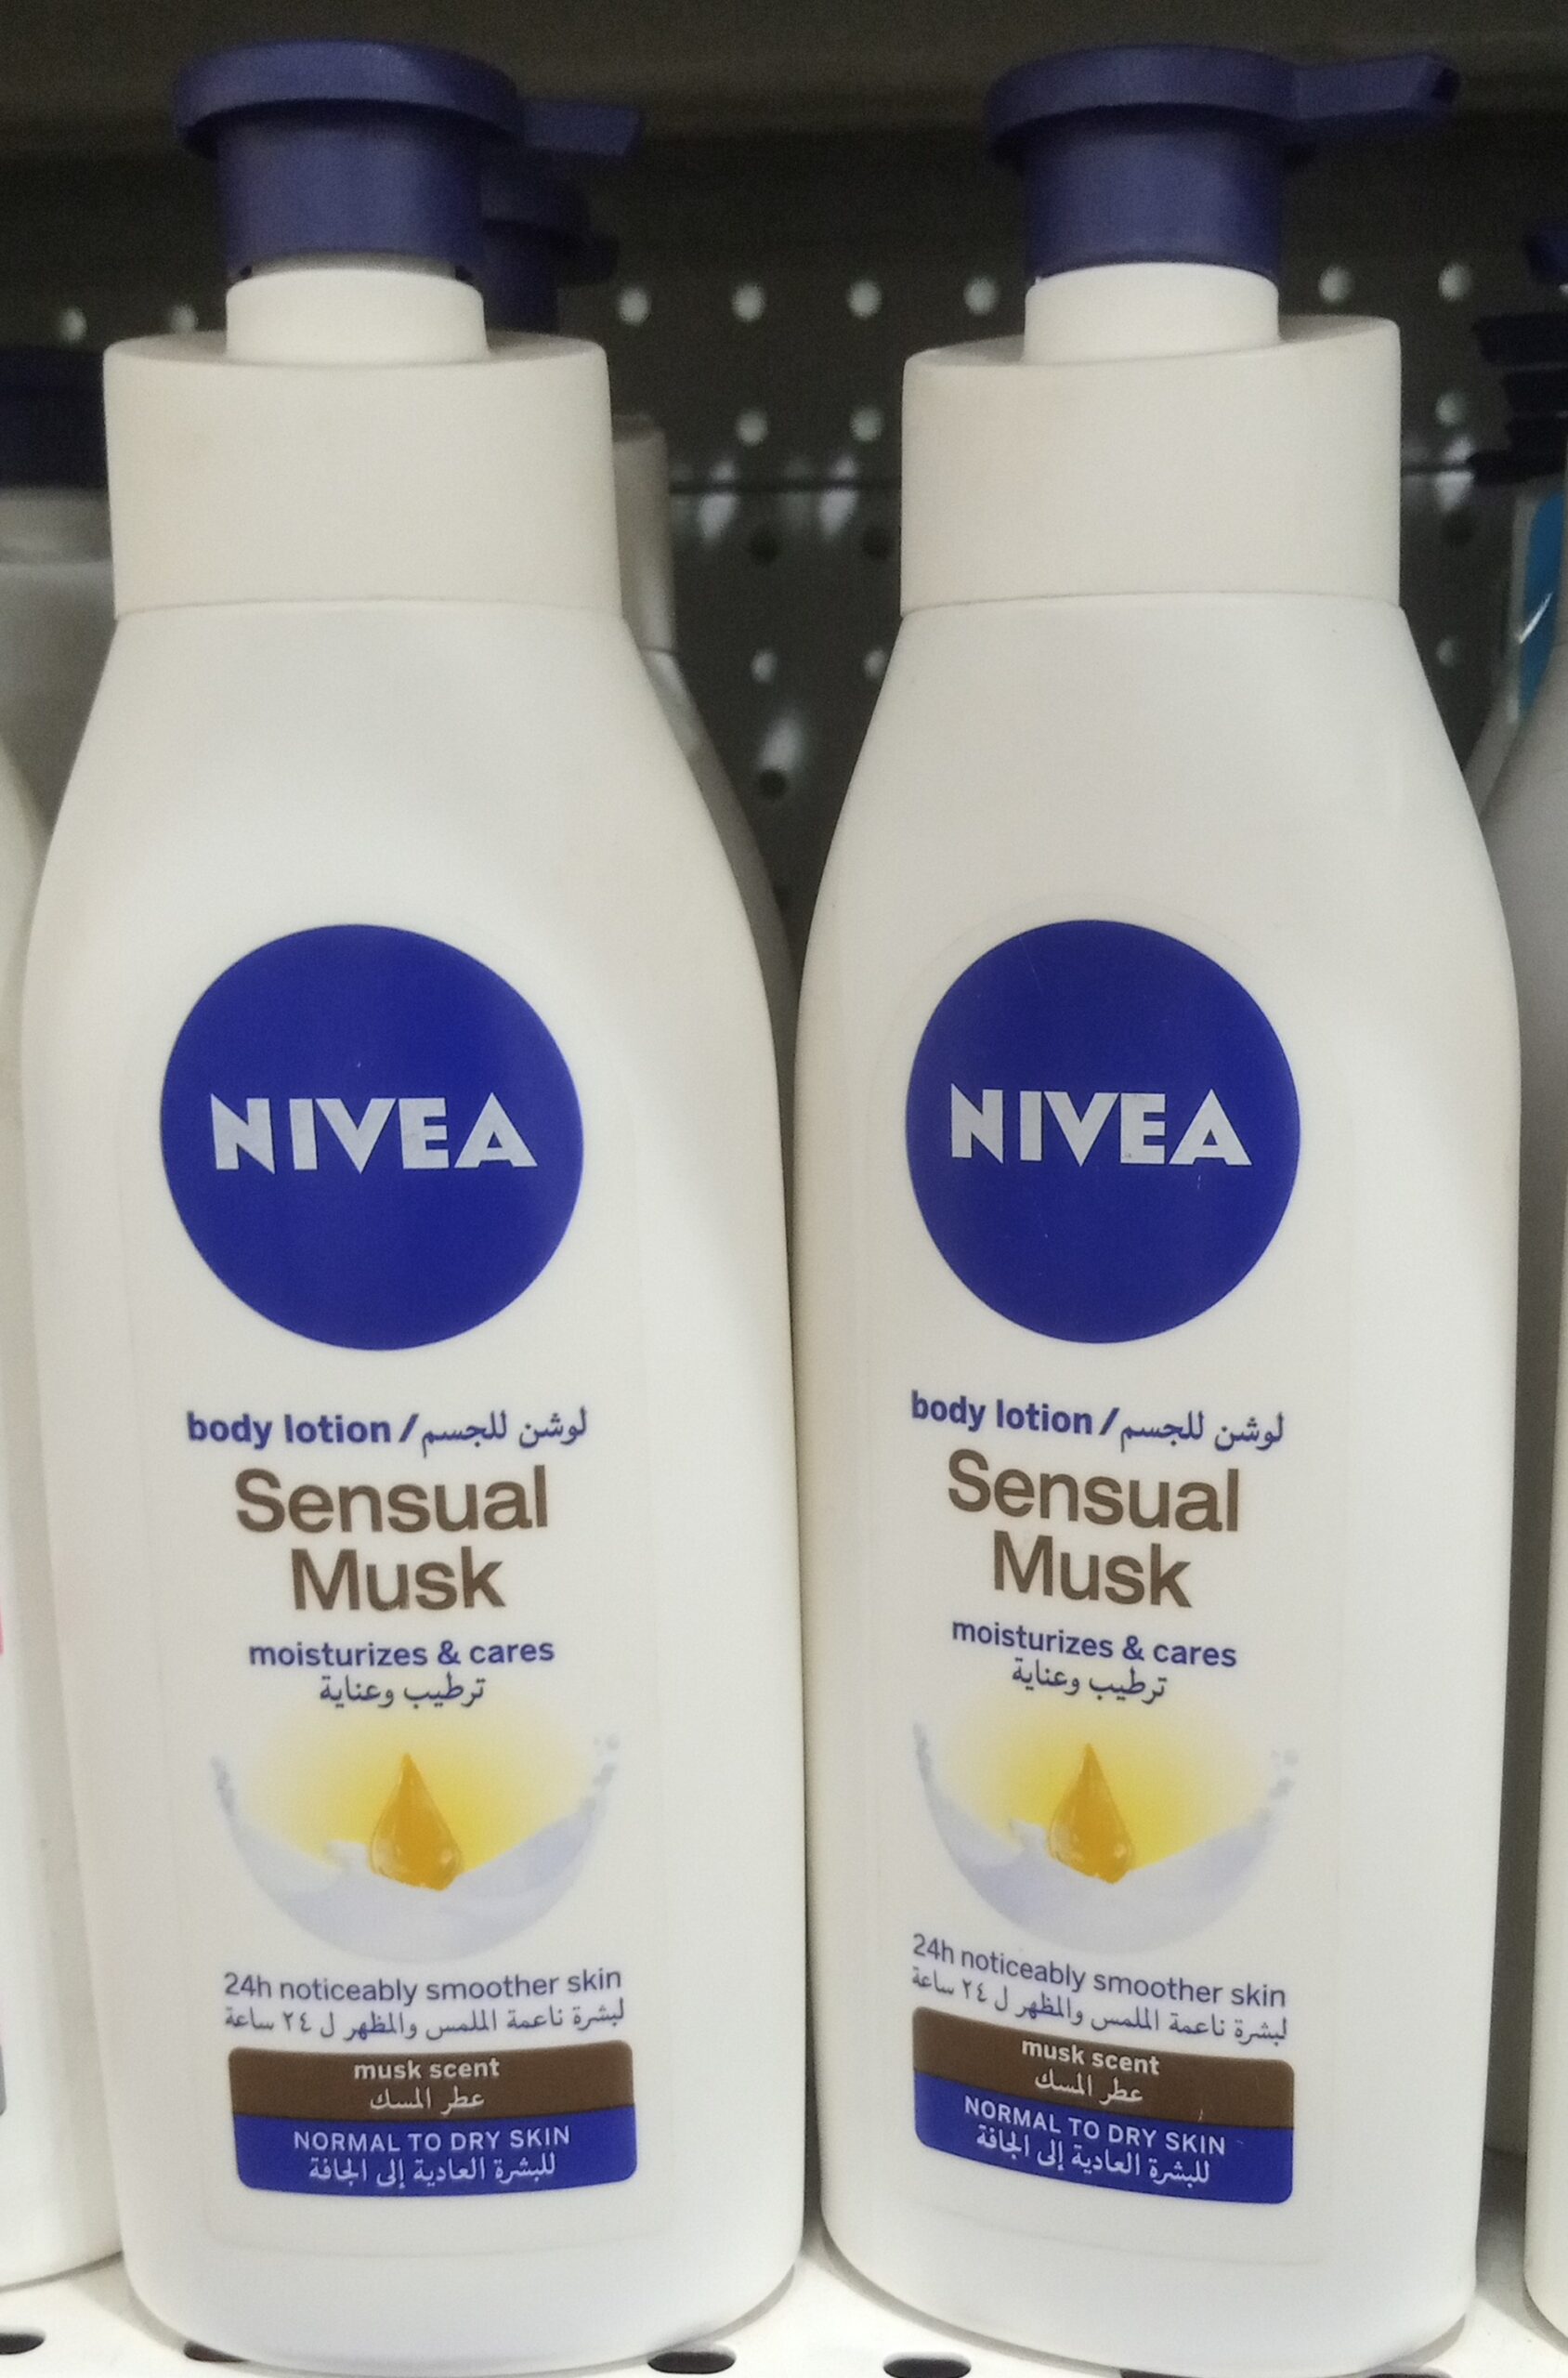 NIVEA
body lotion / لوشن للجسم
Sensual
Musk
moisturizes & cares
ترطيب وعناية
24h noticeably smoother skin
لبشرة ناعمة الملمس والمظهر ل ٢٤ ساعة
musk scent
عطر المسك
NORMAL TO DRY SKIN
للبشرة العادية إلى الجافة
NIVEA
body lotion / لوشن للجسم
Sensual
Musk
moisturizes & cares
ترطيب وعناية
24h noticeably smoother skin
لبشرة ناعمة الملمس والمظهر ل ٢٤ ساعة
musk scent
عطر المسك
NORMAL TO DRY SKIN
للبشرة العادية إلى الجافة